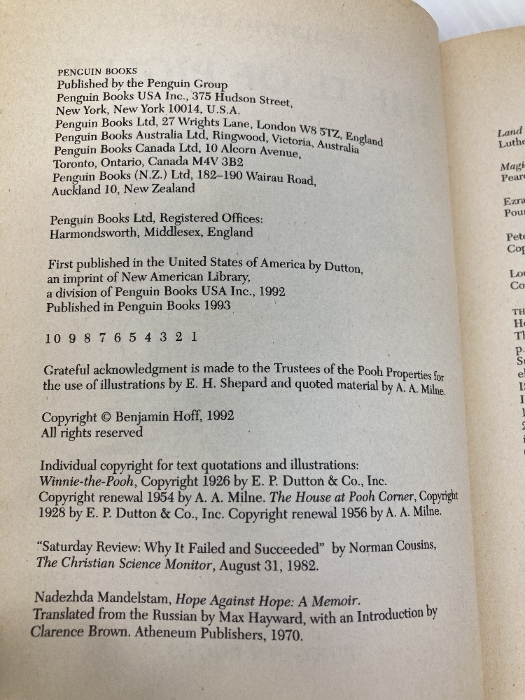 PENGUIN BOOKS
Published by the Penguin Group
Penguin Books USA Inc., 375 Hudson Street,
New York, New York 10014, U.S.A.
Penguin Books Ltd, 27 Wrights Lane, London W8 5TZ, England
Penguin Books Australia Ltd, Ringwood, Victoria, Australia
Penguin Books Canada Ltd, 10 Alcorn Avenue,
Toronto, Ontario, Canada M4V 3B2
Penguin Books (N.Z.) Ltd, 182–190 Wairau Road,
Auckland 10, New Zealand
Penguin Books Ltd, Registered Offices:
Harmondsworth, Middlesex, England
First published in the United States of America by Dutton,
an imprint of New American Library,
a division of Penguin Books USA Inc., 1992
Published in Penguin Books 1993
10 9 8 7 6 5 4 3 2 1
Grateful acknowledgment is made to the Trustees of the Pooh Properties for
the use of illustrations by E. H. Shepard and quoted material by A. A. Milne.
Copyright © Benjamin Hoff, 1992
All rights reserved
Individual copyright for text quotations and illustrations:
Winnie-the-Pooh, Copyright 1926 by E. P. Dutton & Co., Inc.
Copyright renewal 1954 by A. A. Milne. The House at Pooh Corner, Copyright
1928 by E. P. Dutton & Co., Inc. Copyright renewal 1956 by A. A. Milne.
"Saturday Review: Why It Failed and Succeeded" by Norman Cousins,
The Christian Science Monitor, August 31, 1982.
Nadezhda Mandelstam, Hope Against Hope: A Memoir.
Translated from the Russian by Max Hayward, with an Introduction by
Clarence Brown. Atheneum Publishers, 1970.
Land
Luthe
Magi
Pear
Ezra
Pou
Pet
Cop
Lo
Co
TH